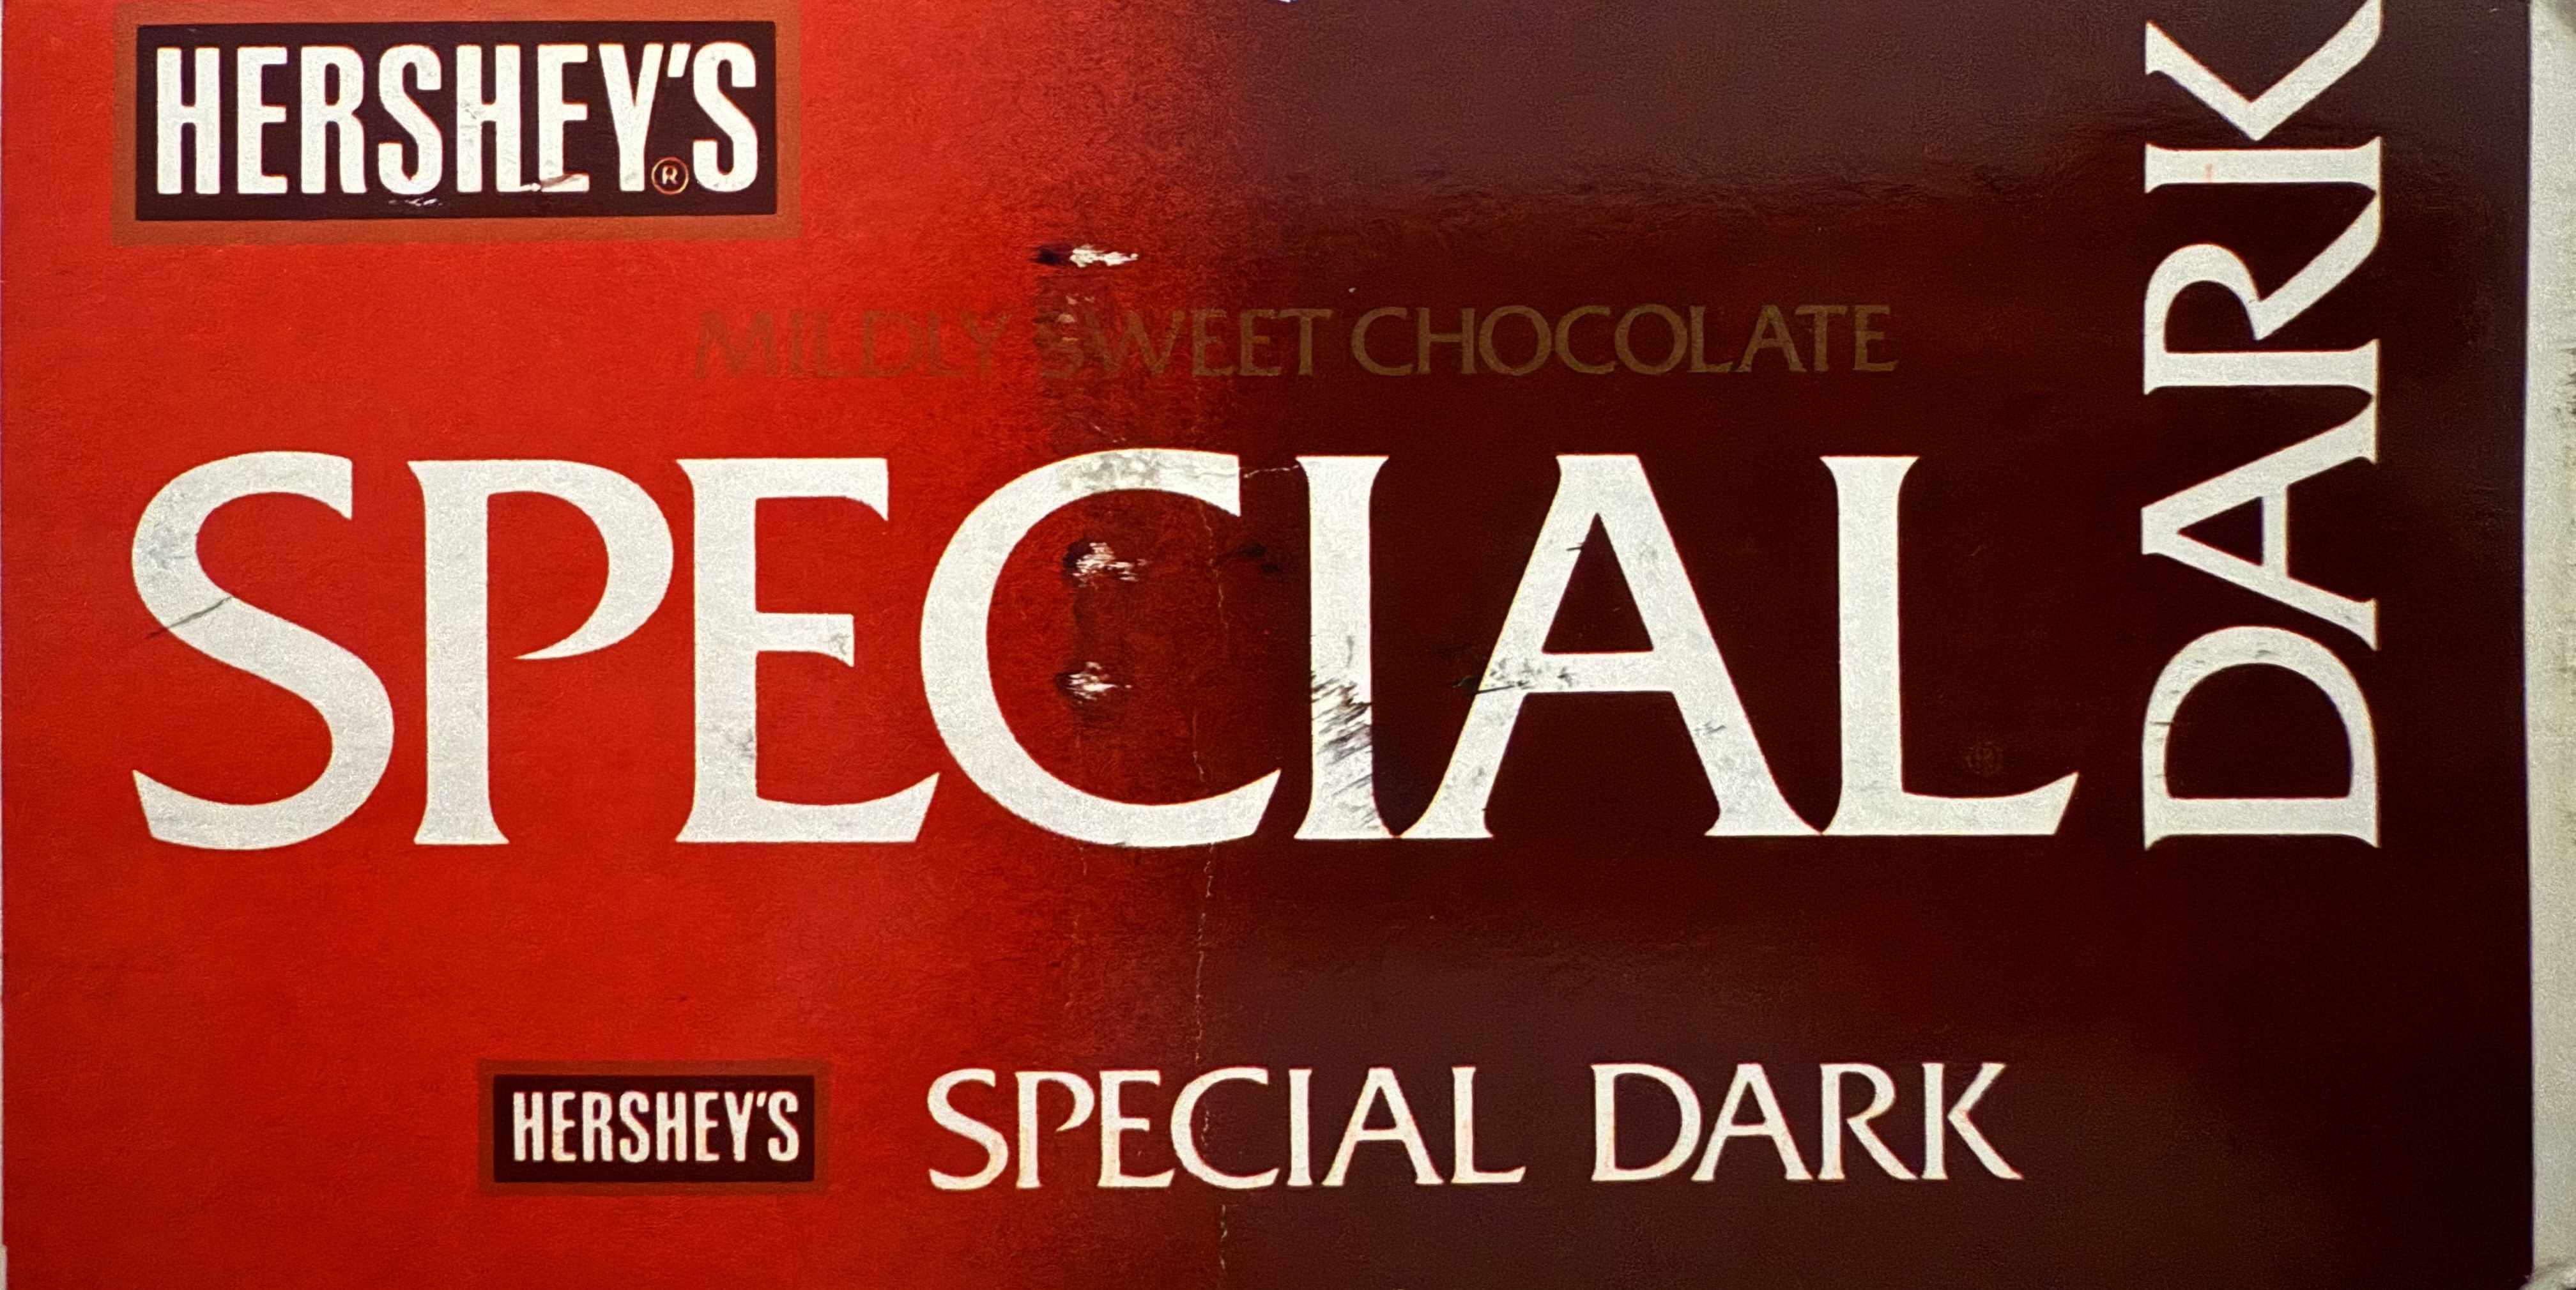 HERSHEY'S®
MILDLY SWEET CHOCOLATE
SPECIAL
DARK
HERSHEY'S SPECIAL DARK